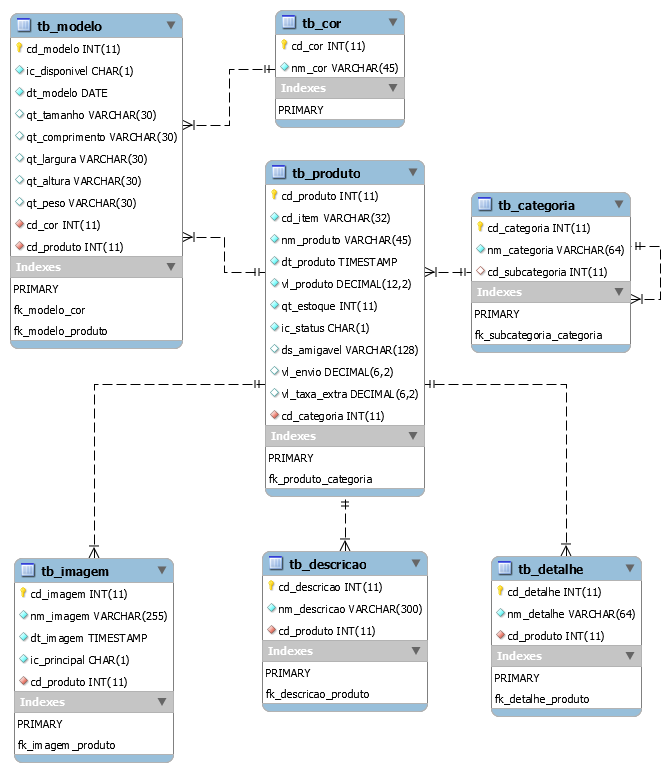 tb_modelo
cd_modelo INT(11)
ic_disponivel CHAR(1)
dt_modelo DATE
qt_tamanho VARCHAR(30)
qt_comprimento VARCHAR(30)
qt_largura VARCHAR(30)
qt_altura VARCHAR(30)
qt_peso VARCHAR(30)
cd_cor INT(11)
cd_produto INT(11)
Indexes
PRIMARY
fk_modelo_cor
fk_modelo_produto
tb_cor
cd_cor INT(11)
nm_cor VARCHAR(45)
Indexes
PRIMARY
tb_produto
cd_produto INT(11)
cd_item VARCHAR(32)
nm_produto VARCHAR(45)
dt_produto TIMESTAMP
vl_produto DECIMAL(12,2)
qt_estoque INT(11)
ic_status CHAR(1)
ds_amigavel VARCHAR(128)
vl_envio DECIMAL(6,2)
vl_taxa_extra DECIMAL(6,2)
cd_categoria INT(11)
Indexes
PRIMARY
fk_produto_categoria
tb_categoria
cd_categoria INT(11)
nm_categoria VARCHAR(64)
cd_subcategoria INT(11)
Indexes
PRIMARY
fk_subcategoria_categoria
tb_imagem
cd_imagem INT(11)
nm_imagem VARCHAR(255)
dt_imagem TIMESTAMP
ic_principal CHAR(1)
cd_produto INT(11)
Indexes
PRIMARY
fk_imagem_produto
tb_descricao
cd_descricao INT(11)
nm_descricao VARCHAR(300)
cd_produto INT(11)
Indexes
PRIMARY
fk_descricao_produto
tb_detalhe
cd_detalhe INT(11)
nm_detalhe VARCHAR(64)
cd_produto INT(11)
Indexes
PRIMARY
fk_detalhe_produto